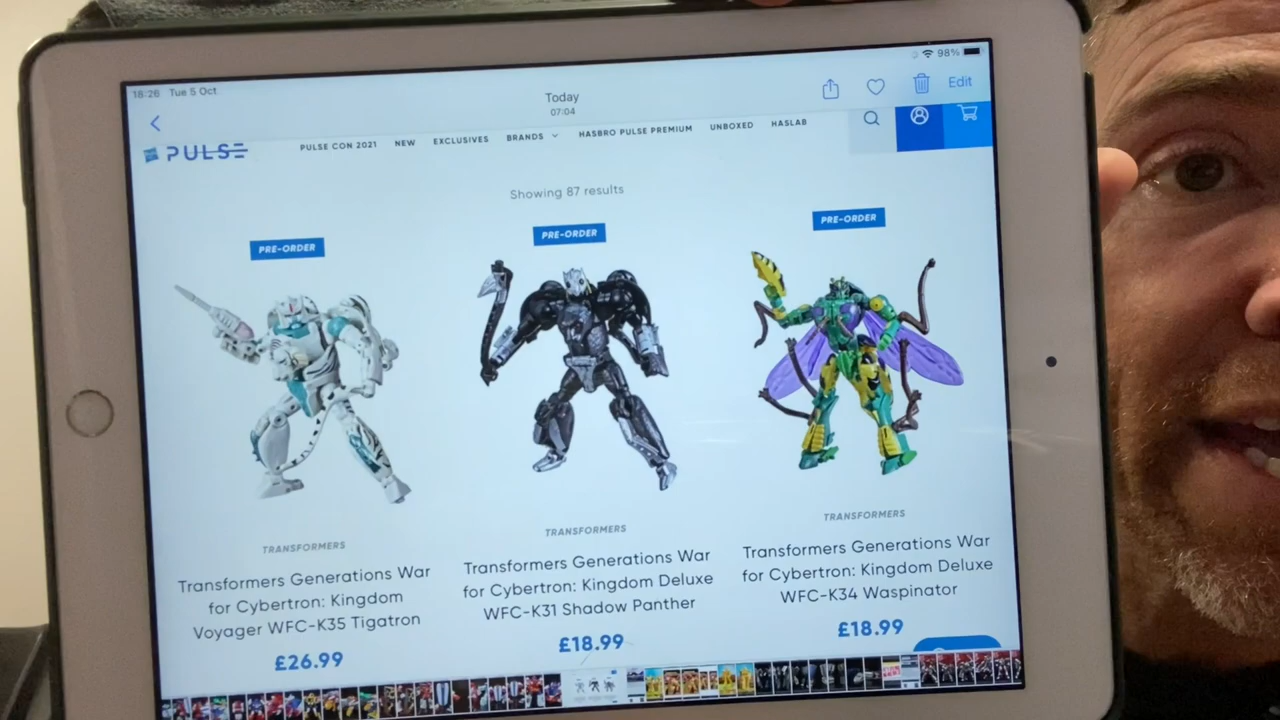 18:26 Tue 5 Oct
98%
Today
07:04
Edit
PULSE
PULSE CON 2021 NEW EXCLUSIVES BRANDS HASBRO PULSE PREMIUM UNBOXED HASLAB
Showing 87 results
PRE-ORDER
PRE-ORDER
PRE-ORDER
TRANSFORMERS
Transformers Generations War
for Cybertron: Kingdom
Voyager WFC-K35 Tigatron
£26.99
TRANSFORMERS
Transformers Generations War
for Cybertron: Kingdom Deluxe
WFC-K31 Shadow Panther
£18.99
TRANSFORMERS
Transformers Generations War
for Cybertron: Kingdom Deluxe
WFC-K34 Waspinator
£18.99